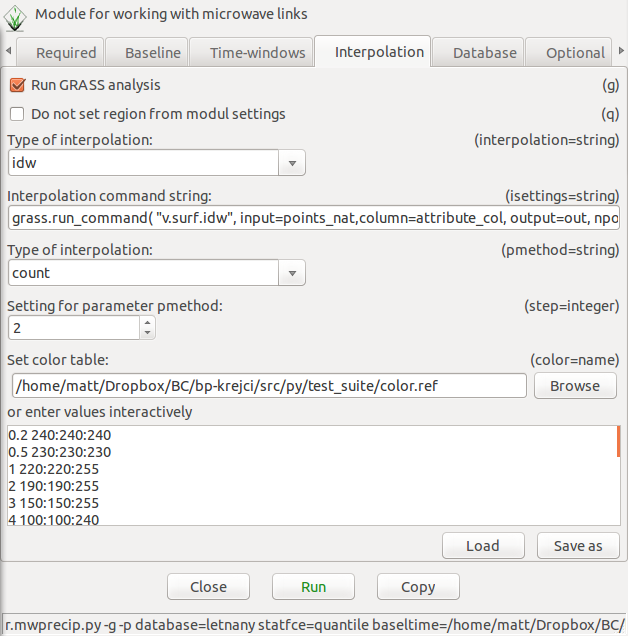 Module for working with microwave links
Required Baseline Time-windows Interpolation Database Optional
Run GRASS analysis (g)
Do not set region from modul settings (q)
Type of interpolation: (interpolation=string)
idw
Interpolation command string: (isettings=string)
grass.run_command( "v.surf.idw", input=points_nat,column=attribute_col, output=out, npo
Type of interpolation: (pmethod=string)
count
Setting for parameter pmethod: (step=integer)
2
Set color table: (color=name)
/home/matt/Dropbox/BC/bp-krejci/src/py/test_suite/color.ref Browse
or enter values interactively
0.2 240:240:240
0.5 230:230:230
1 220:220:255
2 190:190:255
3 150:150:255
4 100:100:240
Load Save as
Close Run Copy
r.mwprecip.py -g -p database=letnany statfce=quantile baseltime=/home/matt/Dropbox/BC/